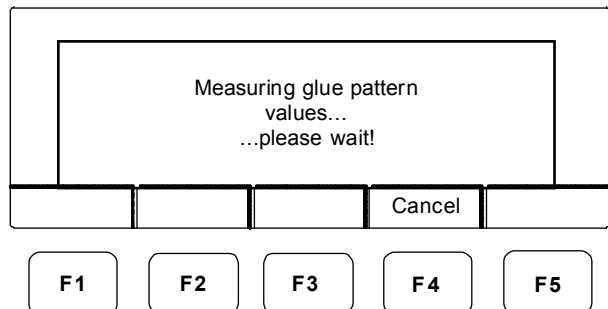 Measuring glue pattern
values...
...please wait!
Cancel
F1 F2 F3 F4 F5